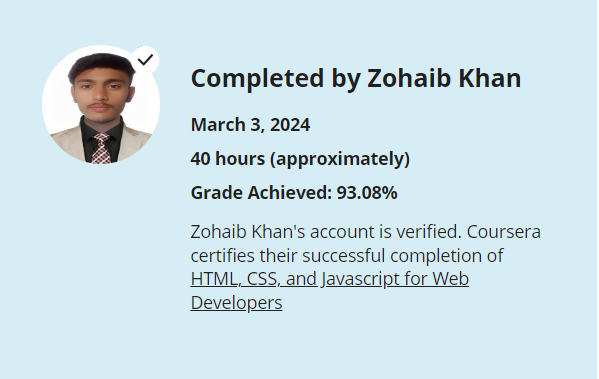 Completed by Zohaib Khan
March 3, 2024
40 hours (approximately)
Grade Achieved: 93.08%
Zohaib Khan's account is verified. Coursera
certifies their successful completion of
HTML, CSS, and Javascript for Web
Developers